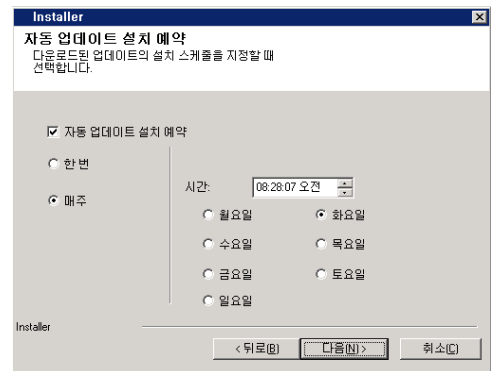 Installer
자동 업데이트 설치 예약
다운로드된 업데이트의 설치 스케줄을 지정할 때
선택합니다.
자동 업데이트 설치 예약
한 번
매주
시간:
08:28:07 오전
월요일
화요일
수요일
목요일
금요일
토요일
일요일
Installer
< 뒤로(B)
다음(N) >
취소(C)